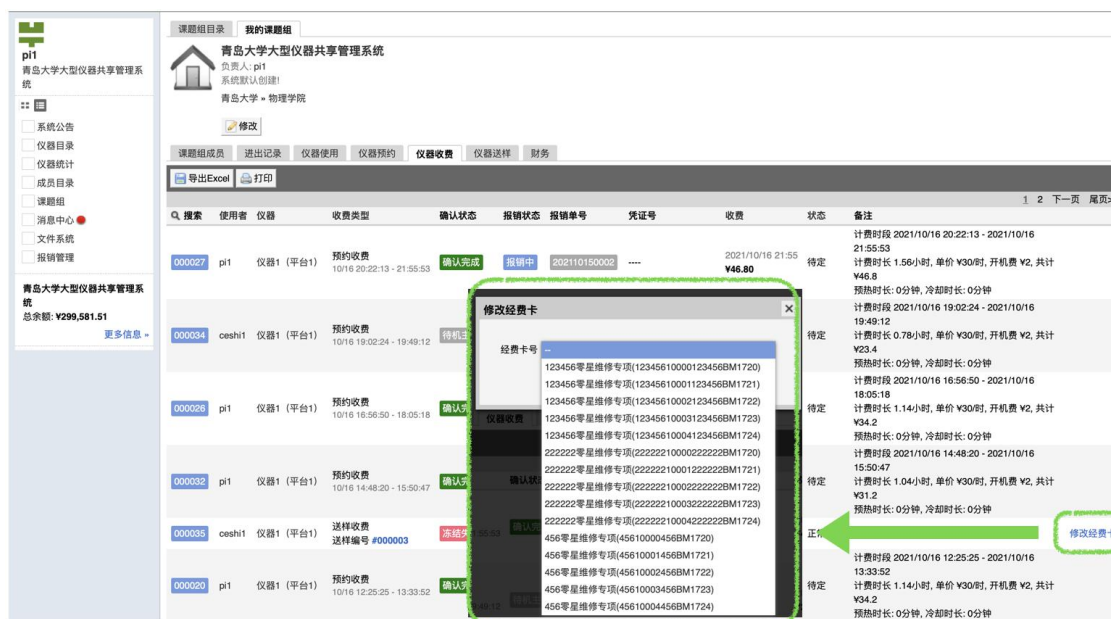 课题组目录 我的课题组
pi1
青岛大学大型仪器共享管理系
统
青岛大学大型仪器共享管理系统
负责人: pi1
系统默认创建!
青岛大学 » 物理学院
修改
系统公告
仪器目录
仪器统计
成员目录
课题组
消息中心
文件系统
报销管理
青岛大学大型仪器共享管理系
统
总余额: ¥299,581.51
更多信息 »
课题组成员 进出记录 仪器使用 仪器预约 仪器收费 仪器送样 财务
导出Excel 打印
1 2 下一页 尾页
搜索 使用者 仪器 收费类型 确认状态 报销状态 报销单号 凭证号 收费 状态 备注
000027 pi1 仪器1（平台1） 预约收费 确认完成 报销中 202110150002 ---- 2021/10/16 21:55 待定
10/16 20:22:13 - 21:55:53 ¥46.80
计费时段 2021/10/16 20:22:13 - 2021/10/16
21:55:53
计费时长 1.56小时, 单价 ¥30/时, 开机费 ¥2, 共计
¥46.8
预热时长: 0分钟, 冷却时长: 0分钟
000034 ceshi1 仪器1（平台1） 预约收费 待机主 待定
10/16 19:02:24 - 19:49:12
计费时段 2021/10/16 19:02:24 - 2021/10/16
19:49:12
计费时长 0.78小时, 单价 ¥30/时, 开机费 ¥2, 共计
¥23.4
预热时长: 0分钟, 冷却时长: 0分钟
000026 pi1 仪器1（平台1） 预约收费 确认完 待定
10/16 16:56:50 - 18:05:18
计费时段 2021/10/16 16:56:50 - 2021/10/16
18:05:18
计费时长 1.14小时, 单价 ¥30/时, 开机费 ¥2, 共计
¥34.2
预热时长: 0分钟, 冷却时长: 0分钟
000032 pi1 仪器1（平台1） 预约收费 确认完 待定
10/16 14:48:20 - 15:50:47
计费时段 2021/10/16 14:48:20 - 2021/10/16
15:50:47
计费时长 1.04小时, 单价 ¥30/时, 开机费 ¥2, 共计
¥31.2
预热时长: 0分钟, 冷却时长: 0分钟
000035 ceshi1 仪器1（平台1） 送样收费 冻结失 正常 修改经费卡
送样编号 #000003
000020 pi1 仪器1（平台1） 预约收费 确认完 待定
10/16 12:25:25 - 13:33:52
计费时段 2021/10/16 12:25:25 - 2021/10/16
13:33:52
计费时长 1.14小时, 单价 ¥30/时, 开机费 ¥2, 共计
¥34.2
预热时长: 0分钟, 冷却时长: 0分钟
修改经费卡
经费卡号 --
123456零星维修专项(12345610000123456BM1720)
123456零星维修专项(12345610001123456BM1721)
123456零星维修专项(12345610002123456BM1722)
123456零星维修专项(12345610003123456BM1723)
123456零星维修专项(12345610004123456BM1724)
222222零星维修专项(22222210000222222BM1720)
222222零星维修专项(22222210001222222BM1721)
222222零星维修专项(22222210002222222BM1722)
222222零星维修专项(22222210003222222BM1723)
222222零星维修专项(22222210004222222BM1724)
456零星维修专项(45610000456BM1720)
456零星维修专项(45610001456BM1721)
456零星维修专项(45610002456BM1722)
456零星维修专项(45610003456BM1723)
456零星维修专项(45610004456BM1724)
仪器收费
确认状